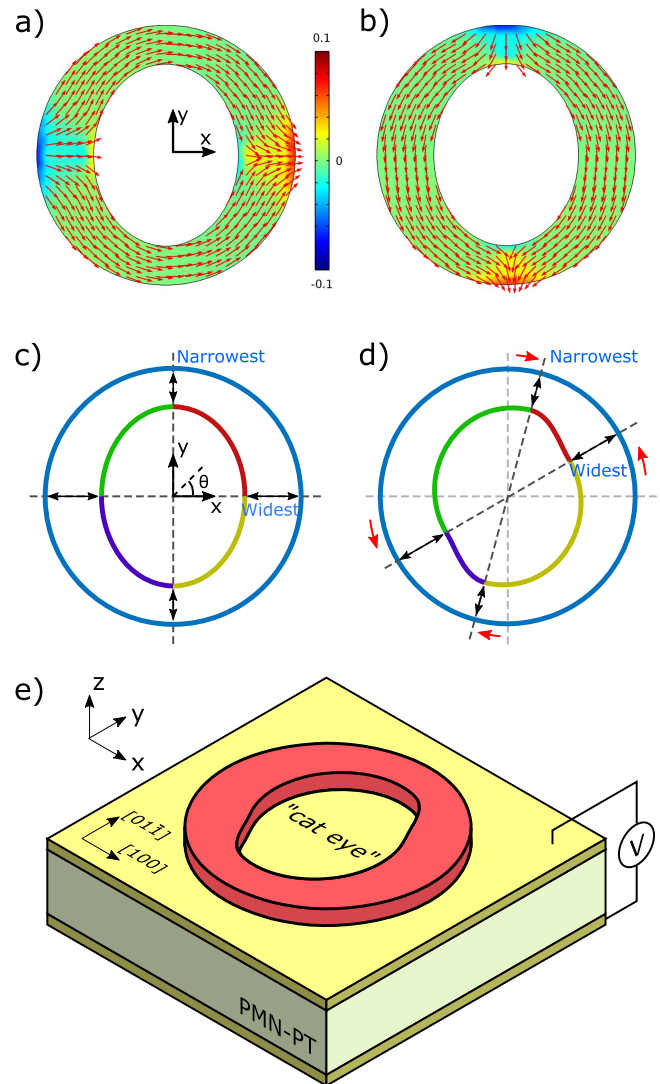 a)
b)
0.1
0
-0.1
y
x
c)
d)
Narrowest
Narrowest
y
θ
x
Widest
Widest
e)
z
y
x
[011̄]
[100]
"cat eye"
V
PMN-PT